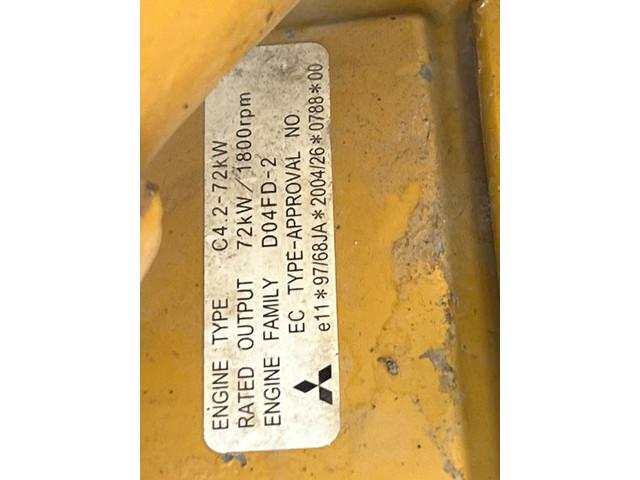 ENGINE TYPE C4.2-72kW
RATED OUTPUT 72kW/1800rpm
ENGINE FAMILY D04FD-2
EC TYPE-APPROVAL NO.
e11*97/68JA*2004/26*0788*00